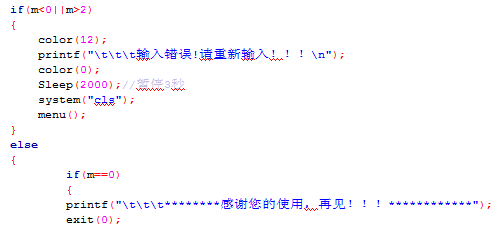 if(m<0||m>2)
{
color(12);
printf("\t\t\t输入错误!请重新输入！！！\n");
color(0);
Sleep(2000);//暂停3秒
system("cls");
menu();
}
else
{
if(m==0)
{
printf("\t\t\t********感谢您的使用，再见！！！************");
exit(0);